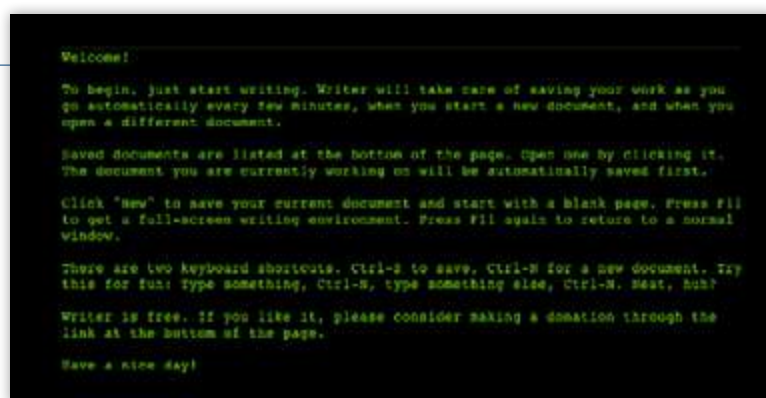 Welcome!
To begin, just start writing. Writer will take care of saving your work as you
go automatically every few minutes, when you start a new document, and when you
open a different document.
Saved documents are listed at the bottom of the page. Open one by clicking it.
The document you are currently working on will be automatically saved first.
Click "New" to save your current document and start with a blank page. Press F11
to get a full-screen writing environment. Press F11 again to return to a normal
window.
There are two keyboard shortcuts. Ctrl-S to save, Ctrl-N for a new document. Try
this for fun: Type something, Ctrl-N, type something else, Ctrl-N. Neat, huh?
Writer is free. If you like it, please consider making a donation through the
link at the bottom of the page.
Have a nice day!